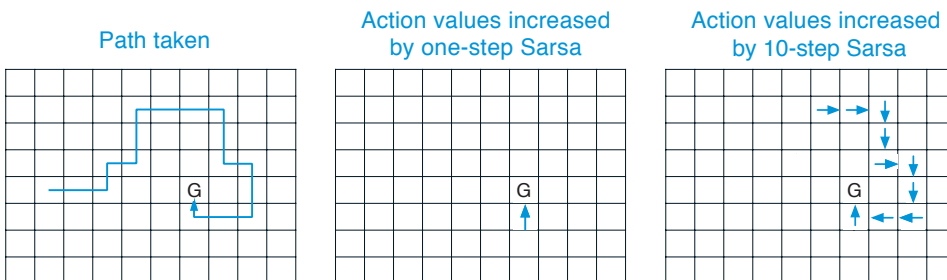 Path taken
Action values increased
by one-step Sarsa
Action values increased
by 10-step Sarsa
G
G
G